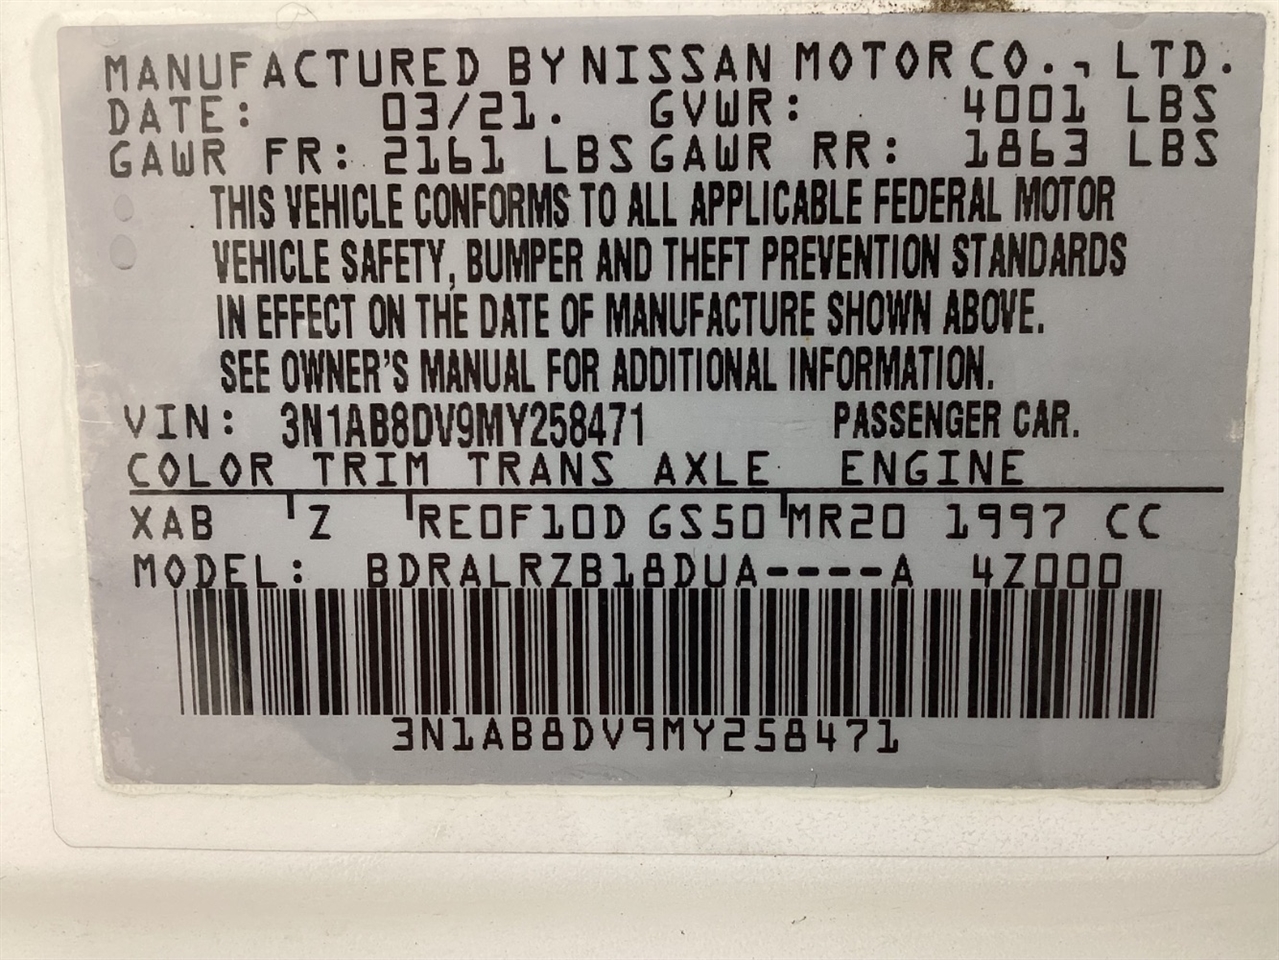 MANUFACTURED BY NISSAN MOTOR CO., LTD.
DATE: 03/21. GVWR: 4001 LBS
GAWR FR: 2161 LBS GAWR RR: 1863 LBS
THIS VEHICLE CONFORMS TO ALL APPLICABLE FEDERAL MOTOR
VEHICLE SAFETY, BUMPER AND THEFT PREVENTION STANDARDS
IN EFFECT ON THE DATE OF MANUFACTURE SHOWN ABOVE.
SEE OWNER'S MANUAL FOR ADDITIONAL INFORMATION.
VIN: 3N1AB8DV9MY258471 PASSENGER CAR.
COLOR TRIM TRANS AXLE ENGINE
XAB Z RE0F10D GS50 MR20 1997 CC
MODEL: BDRALRZB18DUA----A 4Z000
3N1AB8DV9MY258471